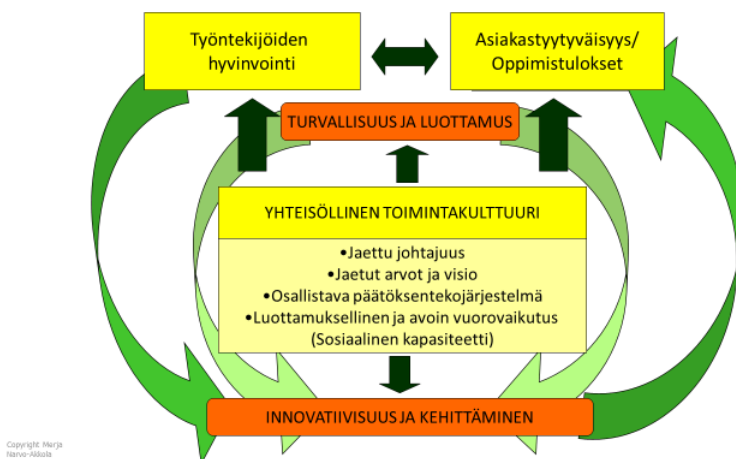 Työntekijöiden
hyvinvointi
Asiakastyytyväisyys/
Oppimistulokset
TURVALLISUUS JA LUOTTAMUS
YHTEISÖLLINEN TOIMINTAKULTTUURI
•Jaettu johtajuus
•Jaetut arvot ja visio
•Osallistava päätöksentekojärjestelmä
•Luottamuksellinen ja avoin vuorovaikutus
(Sosiaalinen kapasiteetti)
INNOVATIIVISUUS JA KEHITTÄMINEN
Copyright Merja
Narvo-Akkola